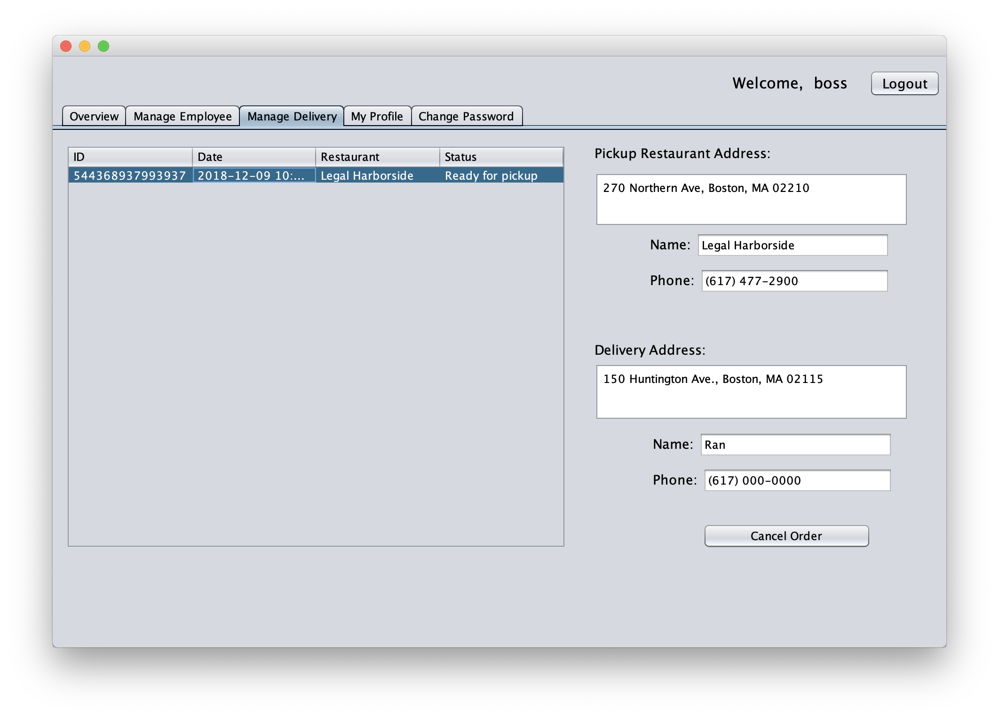 Welcome, boss Logout
Overview Manage Employee Manage Delivery My Profile Change Password
ID Date Restaurant Status
544368937993937 2018-12-09 10:... Legal Harborside Ready for pickup
Pickup Restaurant Address:
270 Northern Ave, Boston, MA 02210
Name: Legal Harborside
Phone: (617) 477-2900
Delivery Address:
150 Huntington Ave., Boston, MA 02115
Name: Ran
Phone: (617) 000-0000
Cancel Order